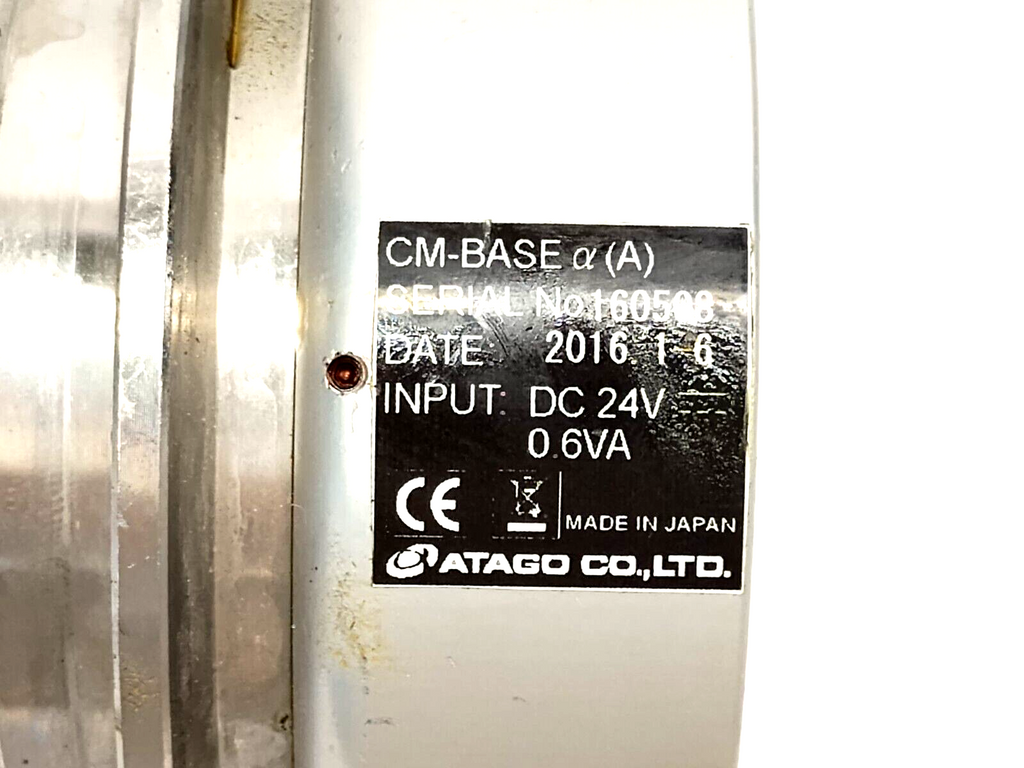 CM-BASE α (A)
SERIAL No.160508
DATE 2016. 1-6
INPUT: DC 24V
0.6VA
CE
MADE IN JAPAN
ATAGO CO.,LTD.